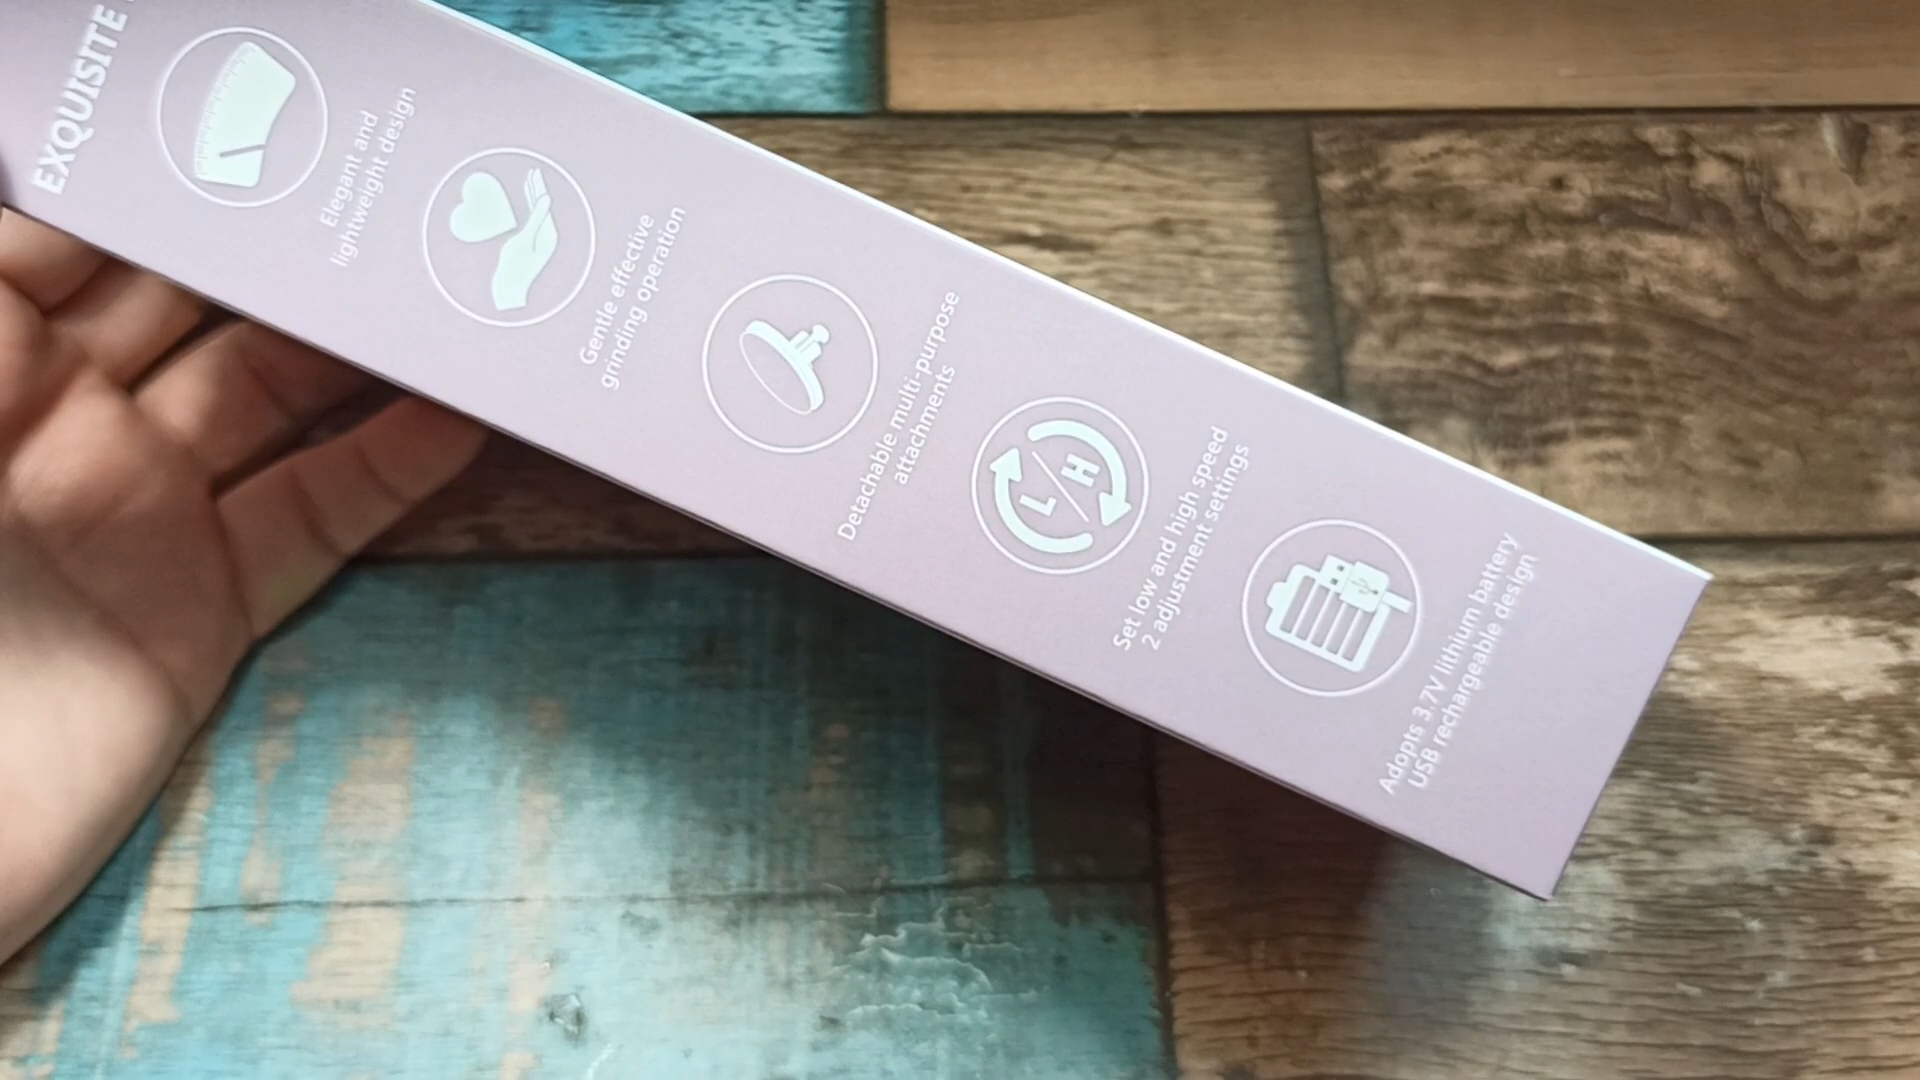 EXQUISITE
Elegant and
lightweight design
Gentle effective
grinding operation
Detachable multi-purpose
attachments
L/H
Set low and high speed
2 adjustment settings
Adopts 3.7V lithium battery
USB rechargeable design